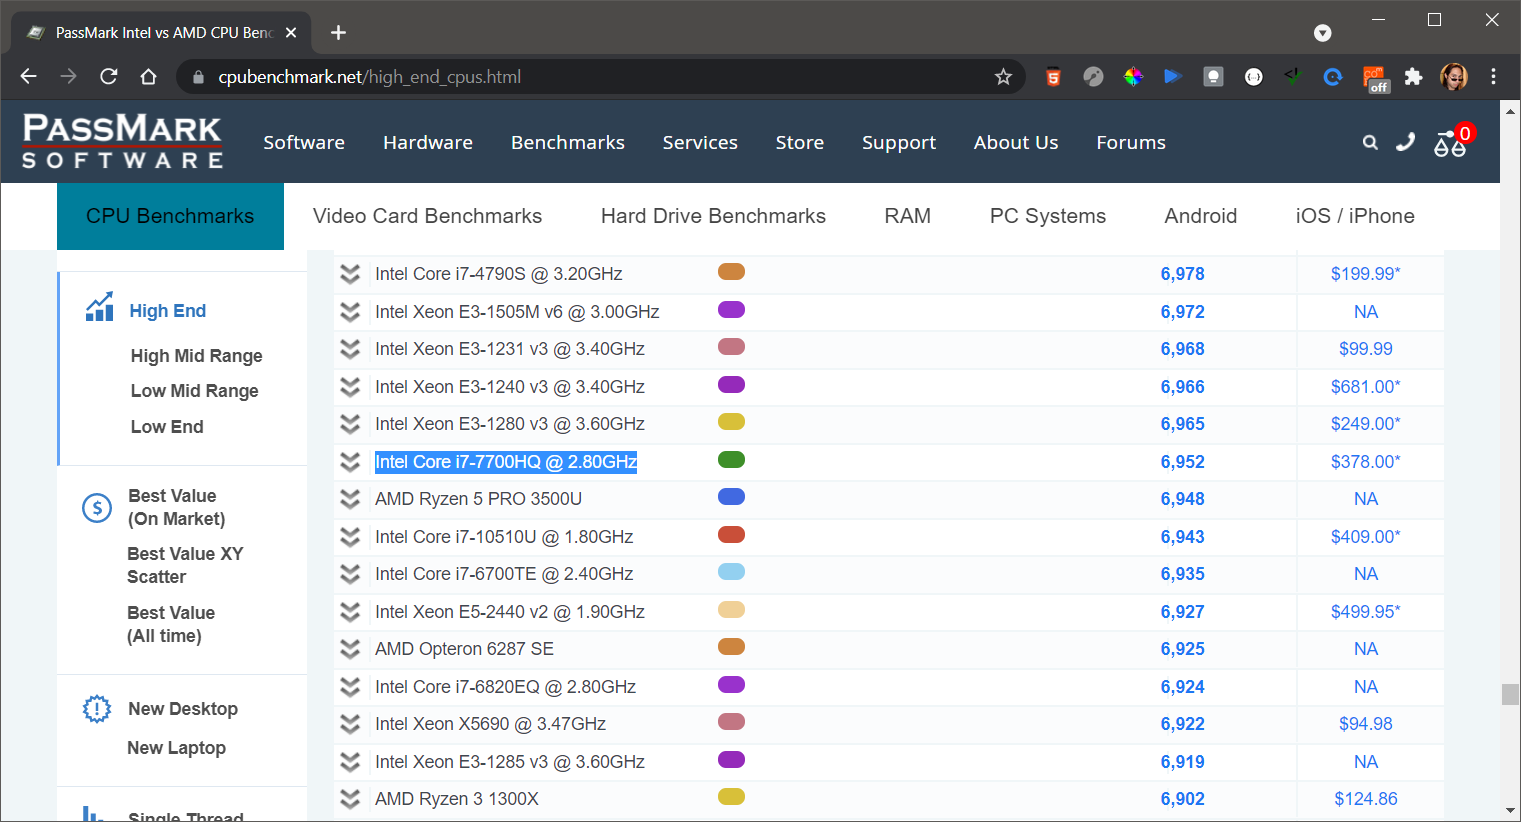 PassMark Intel vs AMD CPU Benc
cpubenchmark.net/high_end_cpus.html
off
PASSMARK
SOFTWARE
Software Hardware Benchmarks Services Store Support About Us Forums
0
CPU Benchmarks Video Card Benchmarks Hard Drive Benchmarks RAM PC Systems Android iOS / iPhone
High End
High Mid Range
Low Mid Range
Low End
Best Value
(On Market)
Best Value XY
Scatter
Best Value
(All time)
New Desktop
New Laptop
Single Thread
Intel Core i7-4790S @ 3.20GHz 6,978 $199.99*
Intel Xeon E3-1505M v6 @ 3.00GHz 6,972 NA
Intel Xeon E3-1231 v3 @ 3.40GHz 6,968 $99.99
Intel Xeon E3-1240 v3 @ 3.40GHz 6,966 $681.00*
Intel Xeon E3-1280 v3 @ 3.60GHz 6,965 $249.00*
Intel Core i7-7700HQ @ 2.80GHz 6,952 $378.00*
AMD Ryzen 5 PRO 3500U 6,948 NA
Intel Core i7-10510U @ 1.80GHz 6,943 $409.00*
Intel Core i7-6700TE @ 2.40GHz 6,935 NA
Intel Xeon E5-2440 v2 @ 1.90GHz 6,927 $499.95*
AMD Opteron 6287 SE 6,925 NA
Intel Core i7-6820EQ @ 2.80GHz 6,924 NA
Intel Xeon X5690 @ 3.47GHz 6,922 $94.98
Intel Xeon E3-1285 v3 @ 3.60GHz 6,919 NA
AMD Ryzen 3 1300X 6,902 $124.86